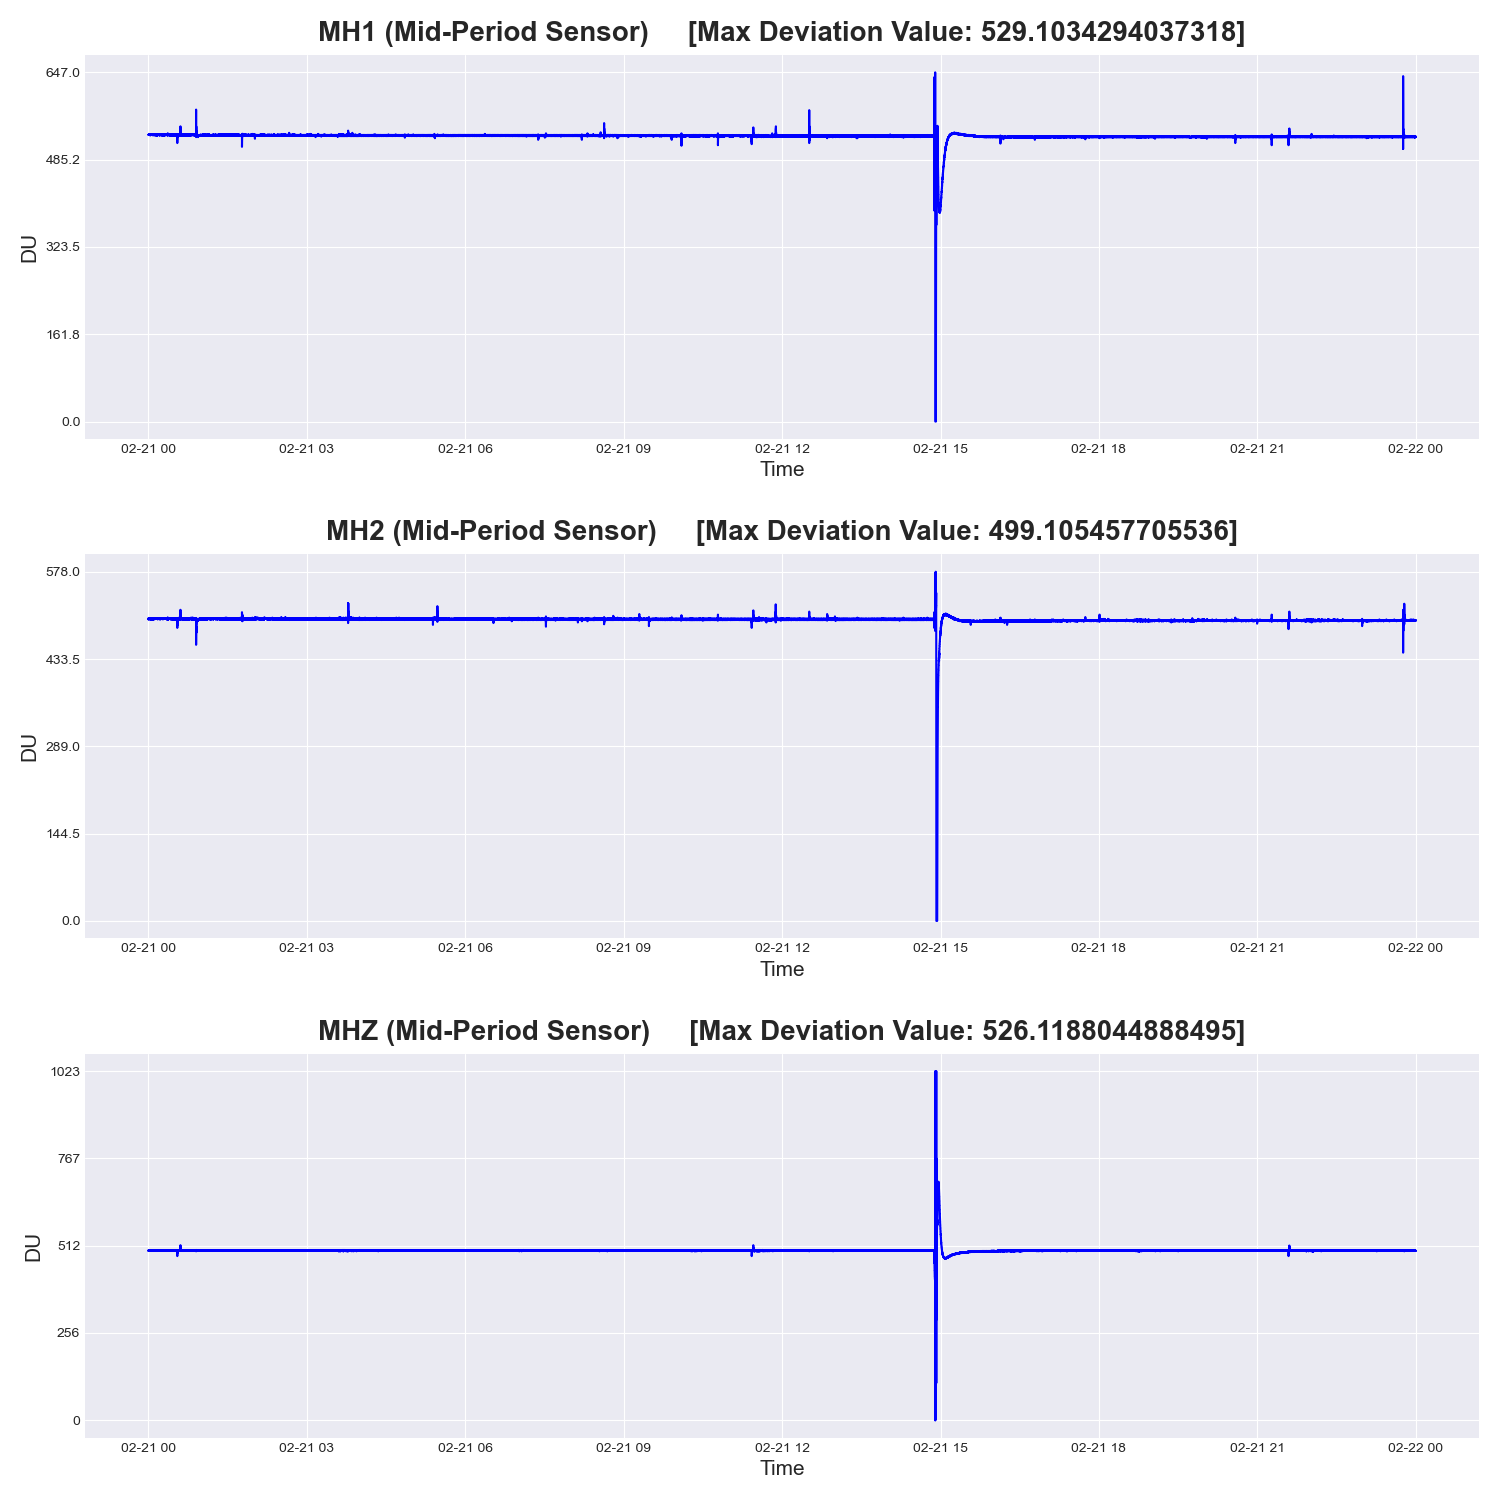 MH1 (Mid-Period Sensor) [Max Deviation Value: 529.1034294037318]
647.0
485.2
323.5
161.8
0.0
DU
02-21 00 02-21 03 02-21 06 02-21 09 02-21 12 02-21 15 02-21 18 02-21 21 02-22 00
Time
MH2 (Mid-Period Sensor) [Max Deviation Value: 499.105457705536]
578.0
433.5
289.0
144.5
0.0
DU
02-21 00 02-21 03 02-21 06 02-21 09 02-21 12 02-21 15 02-21 18 02-21 21 02-22 00
Time
MHZ (Mid-Period Sensor) [Max Deviation Value: 526.1188044888495]
1023
767
512
256
0
DU
02-21 00 02-21 03 02-21 06 02-21 09 02-21 12 02-21 15 02-21 18 02-21 21 02-22 00
Time